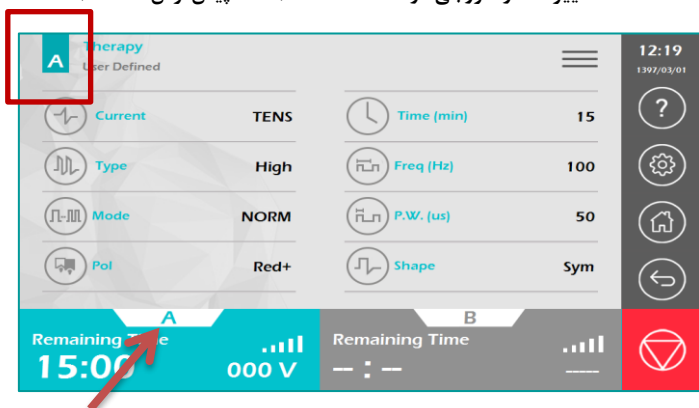 A
Therapy
User Defined
12:19
1397/03/01
?
Current TENS
Time (min) 15
Type High
Freq (Hz) 100
Mode NORM
P.W. (us) 50
Pol Red+
Shape Sym
A
B
Remaining Time
15:00
000 V
Remaining Time
-- : --
----